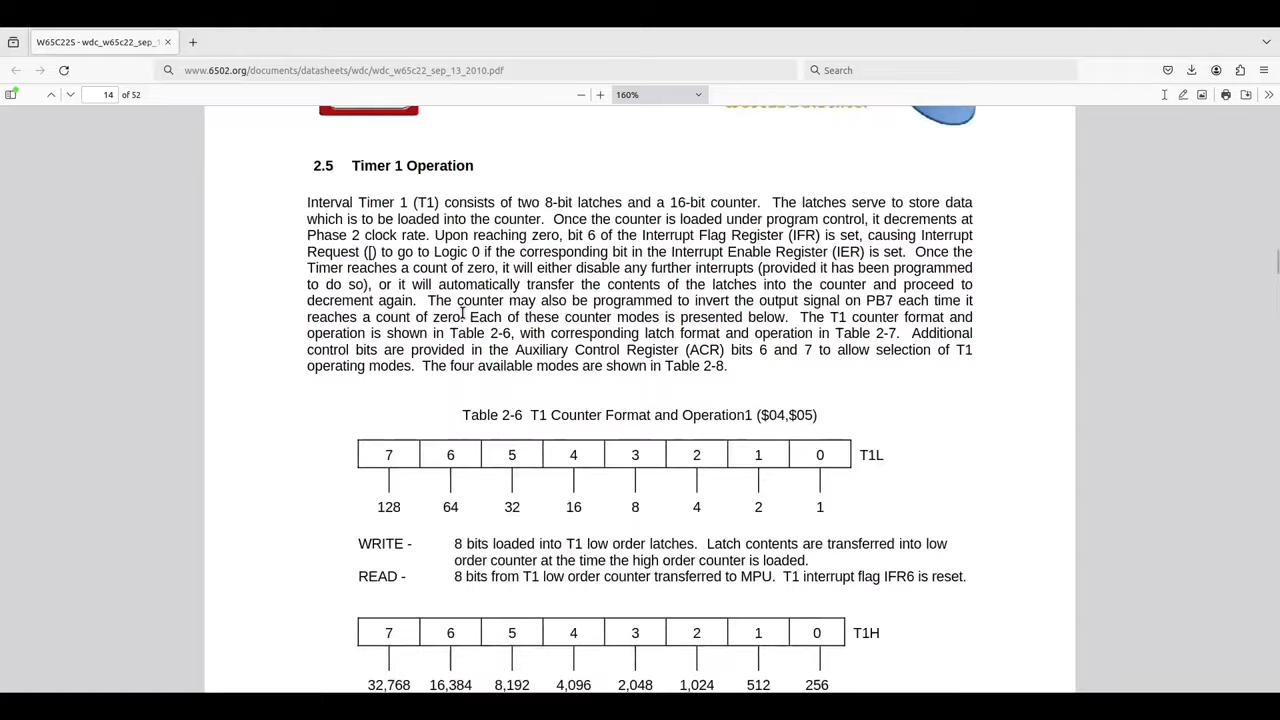 W65C22S - wdc_w65c22_sep_1
www.6502.org/documents/datasheets/wdc/wdc_w65c22_sep_13_2010.pdf
Search
14 of 52
160%
2.5 Timer 1 Operation
Interval Timer 1 (T1) consists of two 8-bit latches and a 16-bit counter. The latches serve to store data
which is to be loaded into the counter. Once the counter is loaded under program control, it decrements at
Phase 2 clock rate. Upon reaching zero, bit 6 of the Interrupt Flag Register (IFR) is set, causing Interrupt
Request ([) to go to Logic 0 if the corresponding bit in the Interrupt Enable Register (IER) is set. Once the
Timer reaches a count of zero, it will either disable any further interrupts (provided it has been programmed
to do so), or it will automatically transfer the contents of the latches into the counter and proceed to
decrement again. The counter may also be programmed to invert the output signal on PB7 each time it
reaches a count of zero. Each of these counter modes is presented below. The T1 counter format and
operation is shown in Table 2-6, with corresponding latch format and operation in Table 2-7. Additional
control bits are provided in the Auxiliary Control Register (ACR) bits 6 and 7 to allow selection of T1
operating modes. The four available modes are shown in Table 2-8.
Table 2-6 T1 Counter Format and Operation1 ($04,$05)
7 6 5 4 3 2 1 0 T1L
128 64 32 16 8 4 2 1
WRITE - 8 bits loaded into T1 low order latches. Latch contents are transferred into low
order counter at the time the high order counter is loaded.
READ - 8 bits from T1 low order counter transferred to MPU. T1 interrupt flag IFR6 is reset.
7 6 5 4 3 2 1 0 T1H
32,768 16,384 8,192 4,096 2,048 1,024 512 256